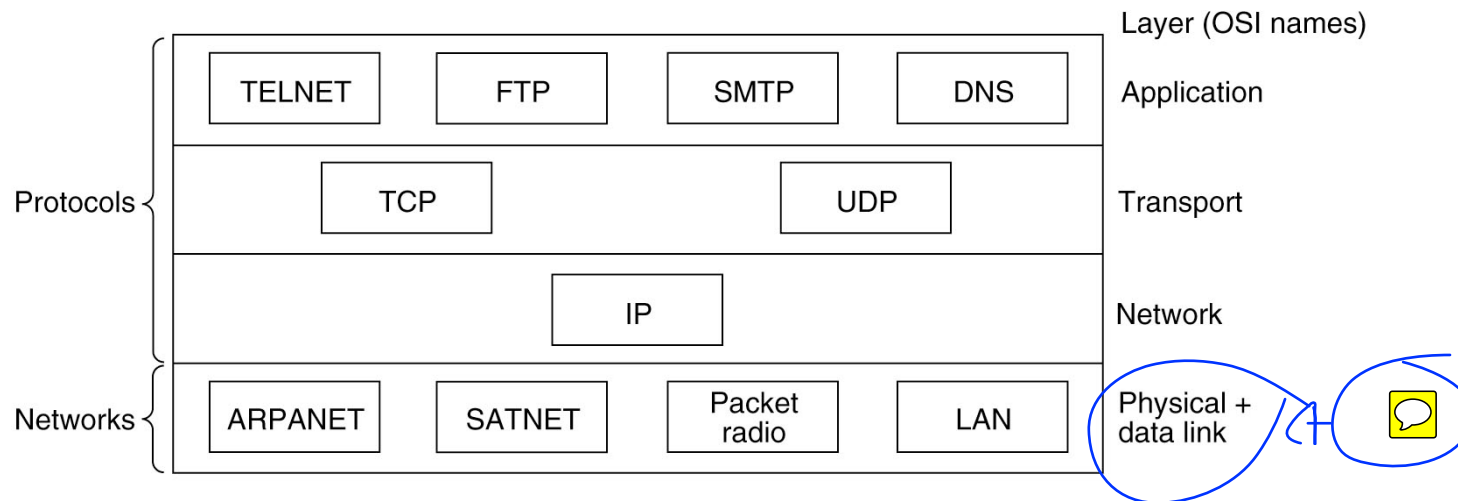 Layer (OSI names)
TELNET FTP SMTP DNS Application
Protocols TCP UDP Transport
IP Network
Networks ARPANET SATNET Packet radio LAN Physical +
data link